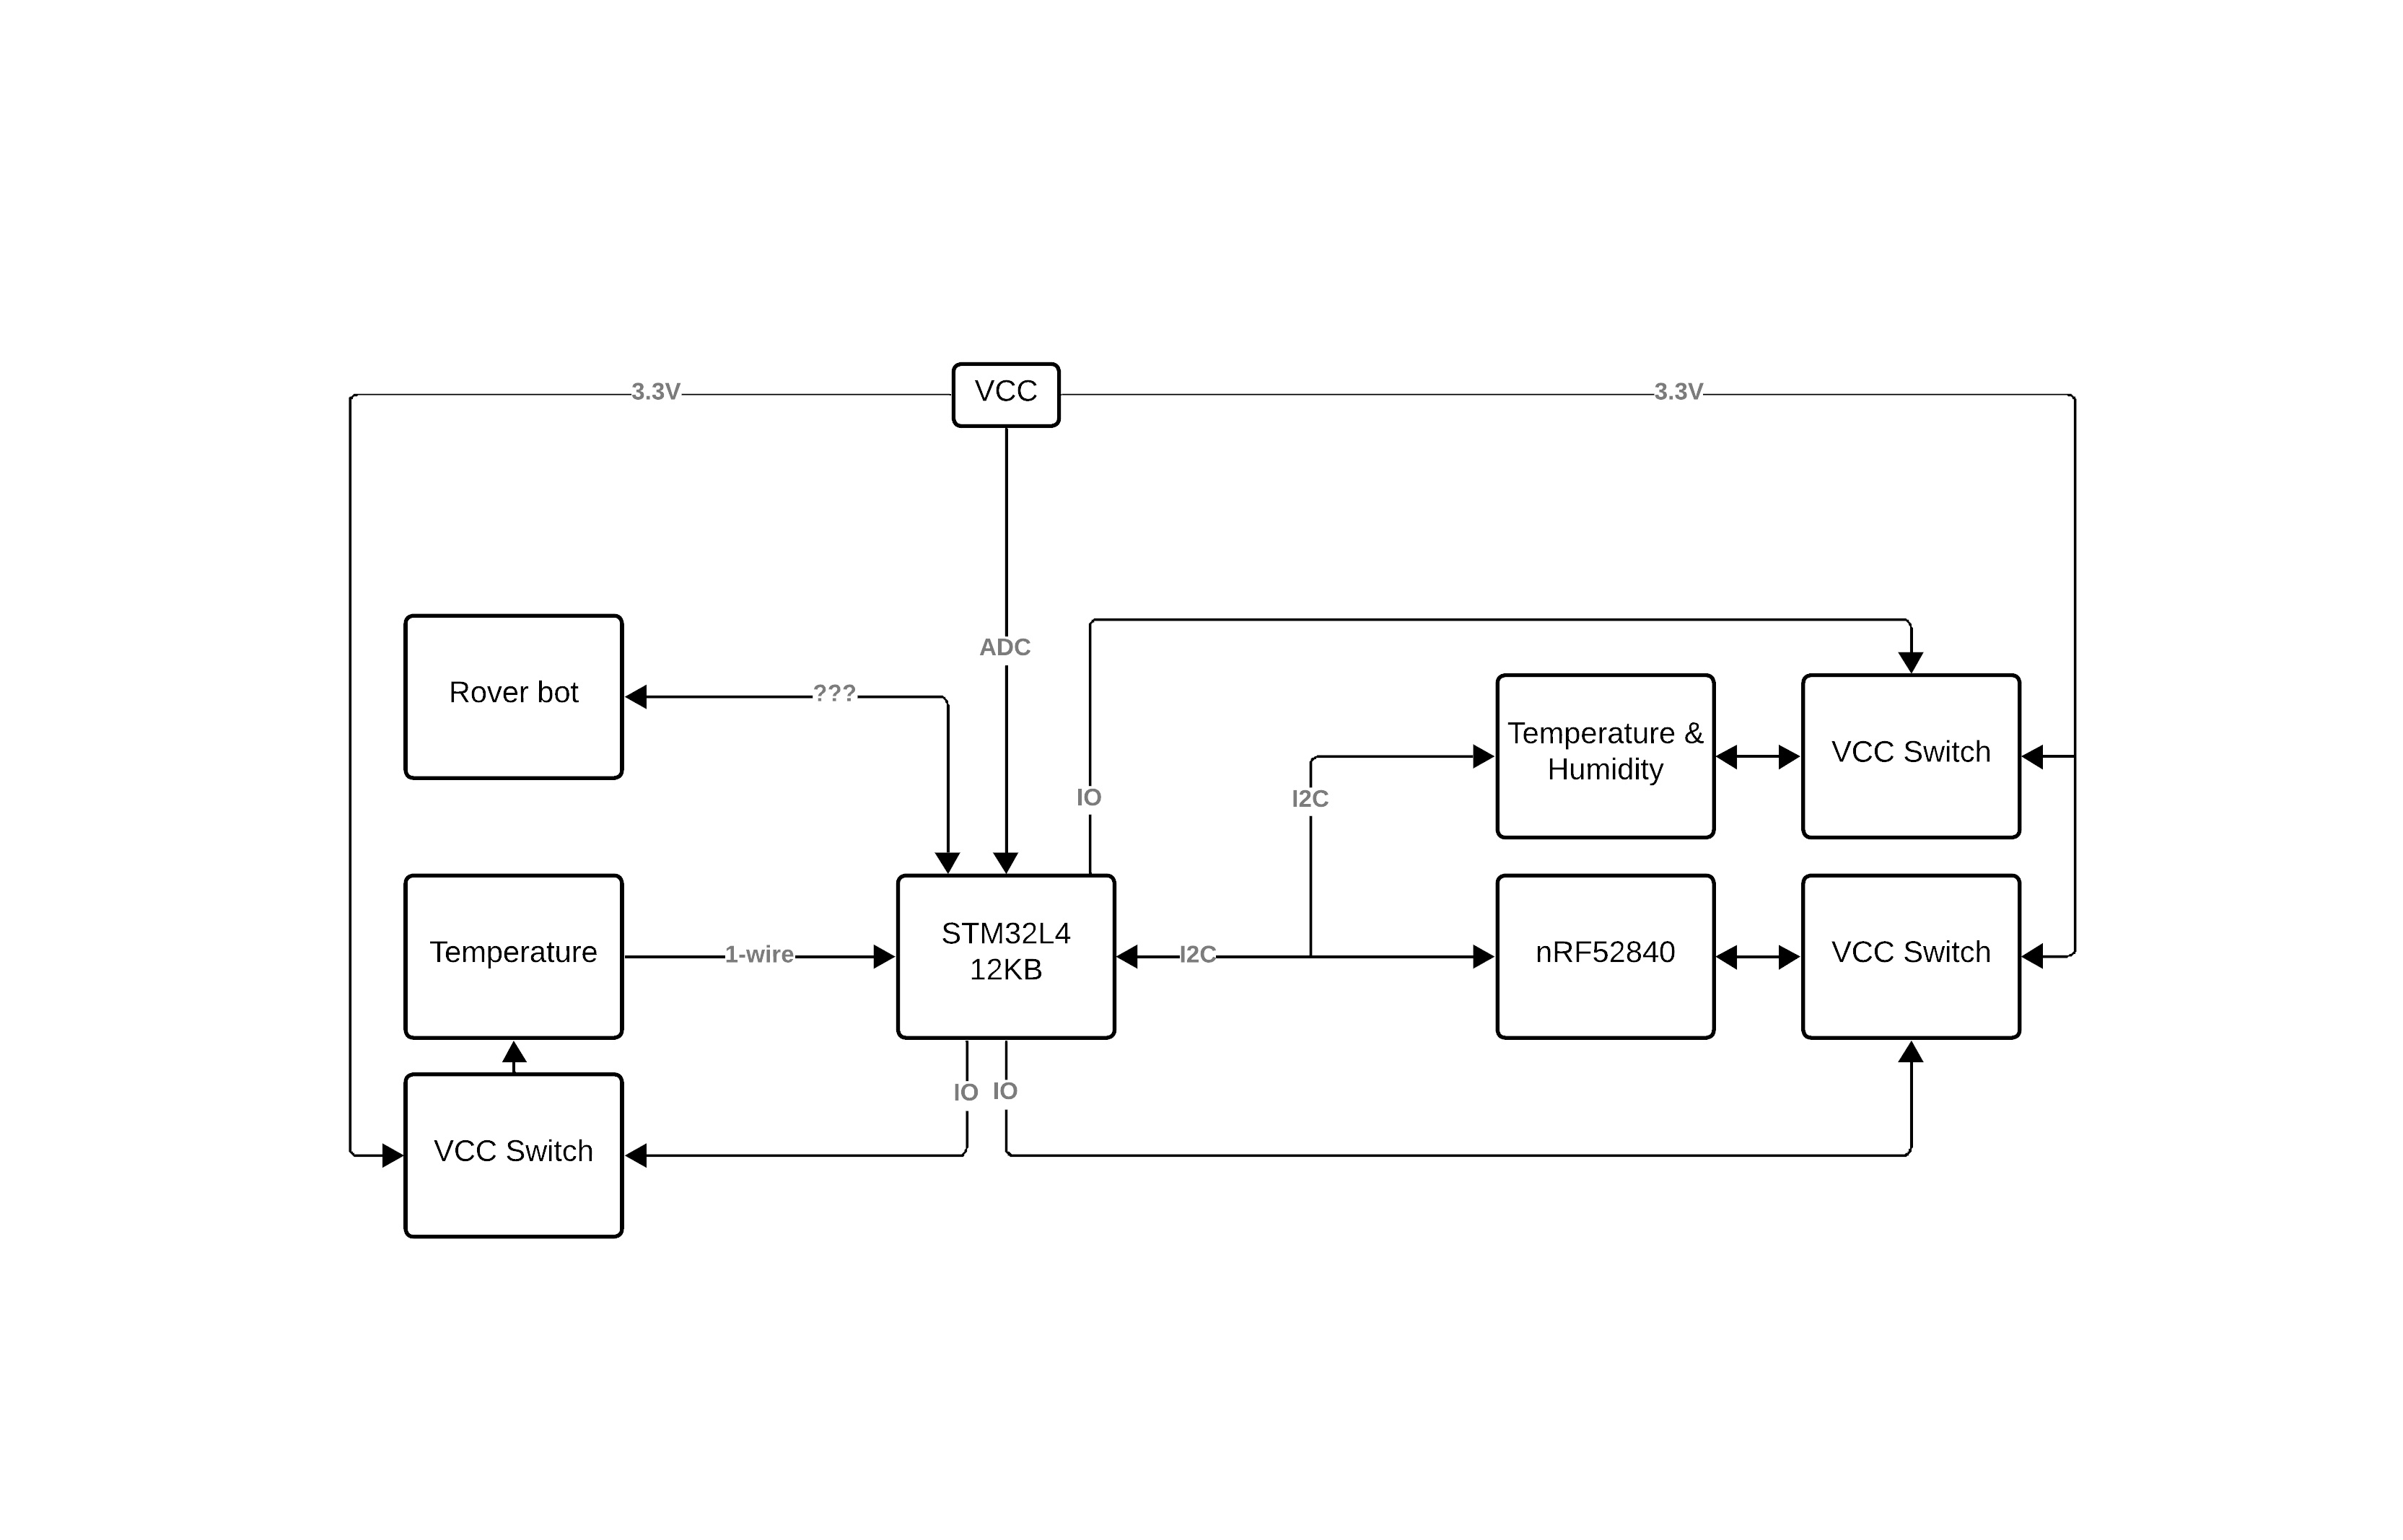 VCC
3.3V
3.3V
ADC
Rover bot
???
Temperature &
Humidity
VCC Switch
IO
I2C
Temperature
1-wire
STM32L4
12KB
I2C
nRF52840
VCC Switch
IO
IO
VCC Switch